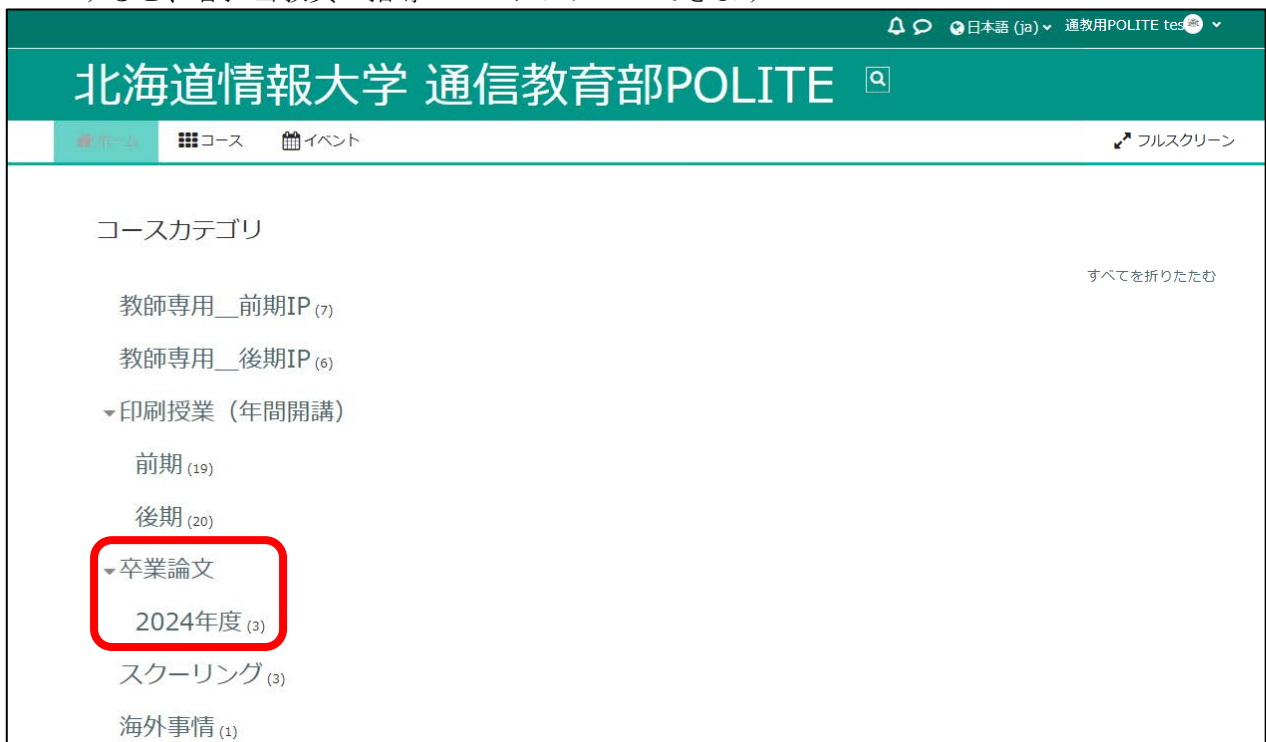 日本語 (ja) 通教用POLITE tes
北海道情報大学 通信教育部POLITE
ホーム コース イベント フルスクリーン
コースカテゴリ
すべてを折りたたむ
教師専用__前期IP (7)
教師専用__後期IP (6)
印刷授業（年間開講）
前期 (19)
後期 (20)
卒業論文
2024年度 (3)
スクーリング (3)
海外事情 (1)